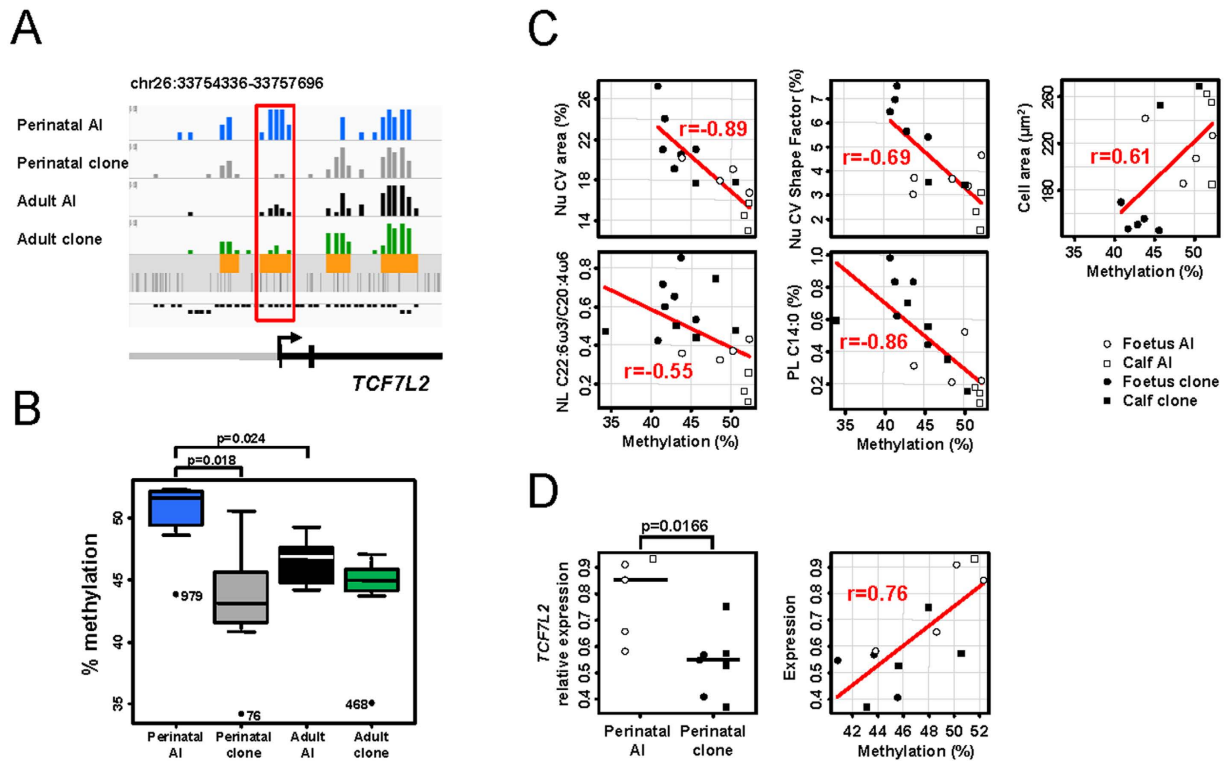 A
chr26:33754336-33757696
Perinatal AI
Perinatal clone
Adult AI
Adult clone
TCF7L2
B
p=0.024
p=0.018
% methylation
50
45
40
35
979
76
468
Perinatal AI
Perinatal clone
Adult AI
Adult clone
C
Nu CV area (%)
26
22
18
14
r=-0.89
Nu CV Shape Factor (%)
7
6
5
4
3
2
r=-0.69
Cell area (µm²)
260
220
180
r=0.61
35 40 45 50
Methylation (%)
NL C22:6ω3/C20:4ω6
0.8
0.6
0.4
0.2
r=-0.55
35 40 45 50
Methylation (%)
PL C14:0 (%)
1.0
0.8
0.6
0.4
0.2
r=-0.86
35 40 45 50
Methylation (%)
Foetus AI
Calf AI
Foetus clone
Calf clone
D
p=0.0166
TCF7L2
relative expression
0.9
0.8
0.7
0.6
0.5
0.4
Perinatal AI
Perinatal clone
Expression
0.9
0.8
0.7
0.6
0.5
0.4
r=0.76
42 44 46 48 50 52
Methylation (%)